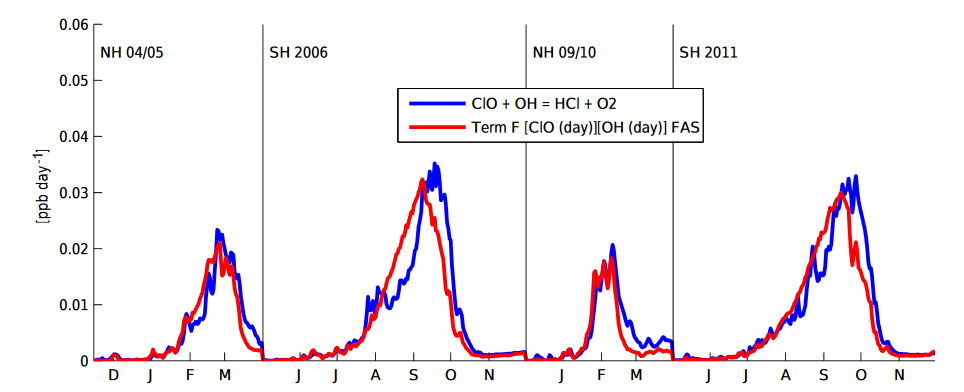 0.06
NH 04/05
SH 2006
NH 09/10
SH 2011
0.05
ClO + OH = HCl + O2
0.04
Term F [ClO (day)][OH (day)] FAS
[ppb day⁻¹]
0.03
0.02
0.01
0
D J F M J J A S O N J F M J J A S O N